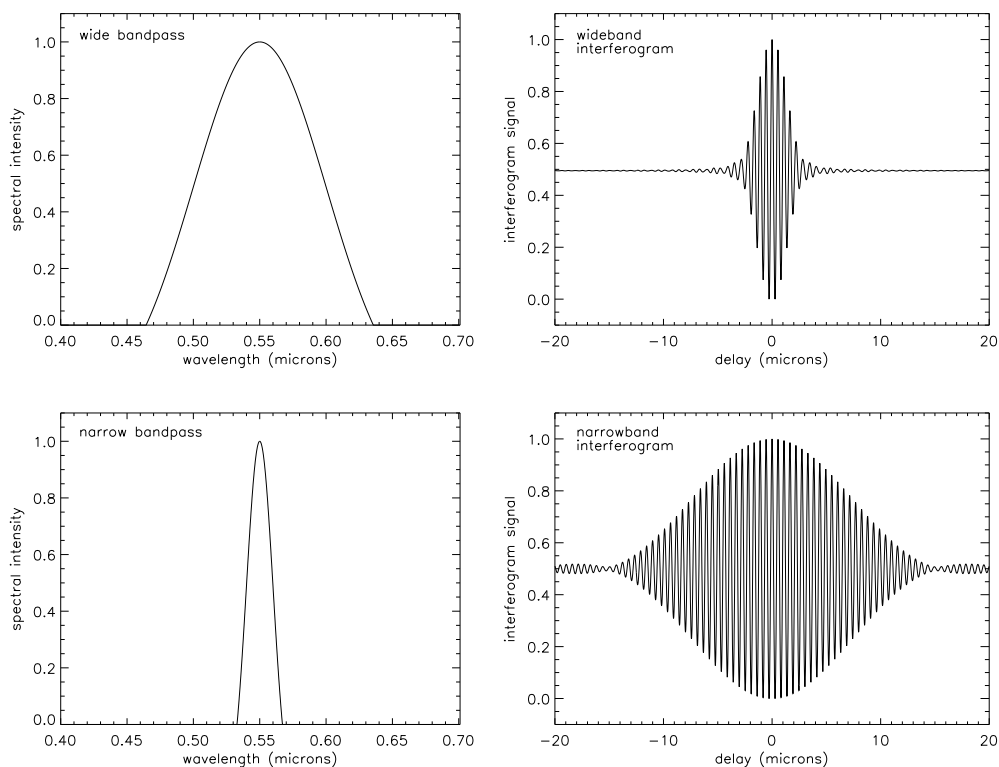 wide bandpass
spectral intensity
1.0
0.8
0.6
0.4
0.2
0.0
0.40 0.45 0.50 0.55 0.60 0.65 0.70
wavelength (microns)
wideband
interferogram
interferogram signal
1.0
0.8
0.6
0.4
0.2
0.0
−20 −10 0 10 20
delay (microns)
narrow bandpass
spectral intensity
1.0
0.8
0.6
0.4
0.2
0.0
0.40 0.45 0.50 0.55 0.60 0.65 0.70
wavelength (microns)
narrowband
interferogram
interferogram signal
1.0
0.8
0.6
0.4
0.2
0.0
−20 −10 0 10 20
delay (microns)